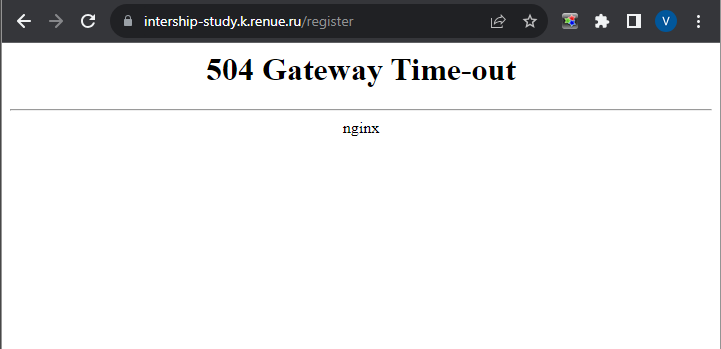 intership-study.k.renue.ru/register
V
504 Gateway Time-out
nginx